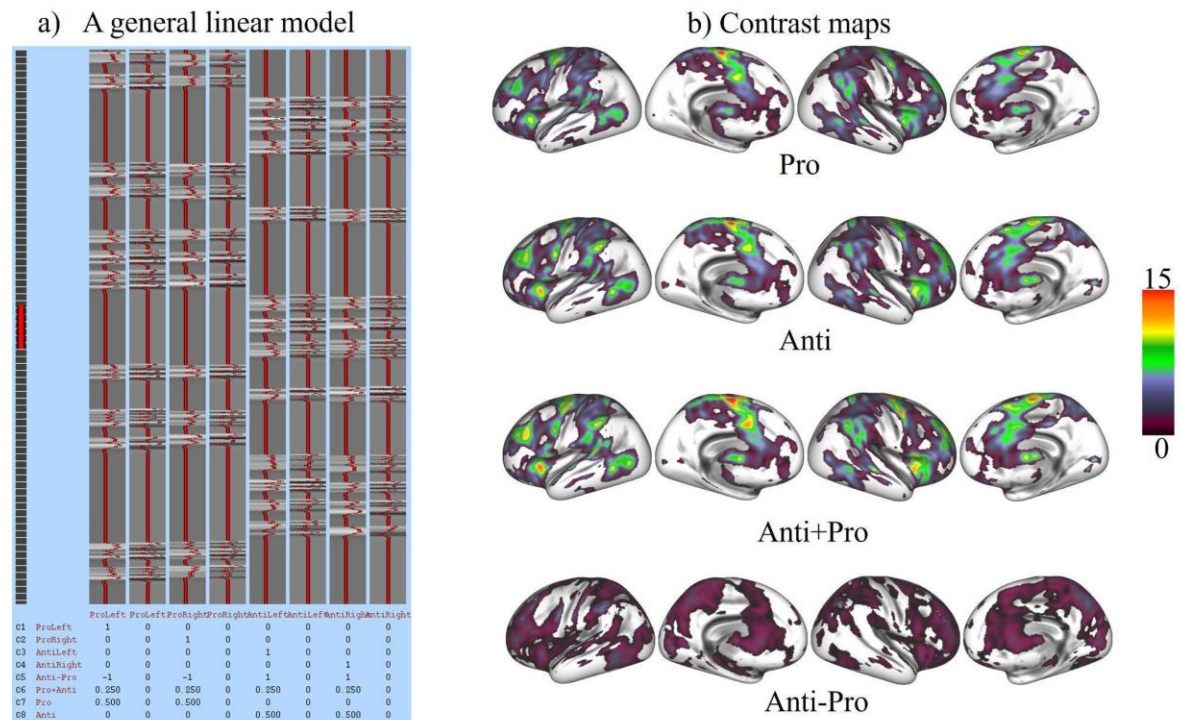 a) A general linear model
b) Contrast maps
Pro
Anti
15
0
Anti+Pro
Anti-Pro
ProLeft ProLeft ProRight ProRight AntiLeft AntiLeft AntiRight AntiRight
C1 ProLeft 1 0 0 0 0 0 0 0
C2 ProRight 0 0 1 0 0 0 0 0
C3 AntiLeft 0 0 0 0 1 0 0 0
C4 AntiRight 0 0 0 0 0 0 1 0
C5 Anti-Pro -1 0 -1 0 1 0 1 0
C6 Pro+Anti 0.250 0 0.250 0 0.250 0 0.250 0
C7 Pro 0.500 0 0.500 0 0 0 0 0
C8 Anti 0 0 0 0 0.500 0 0.500 0